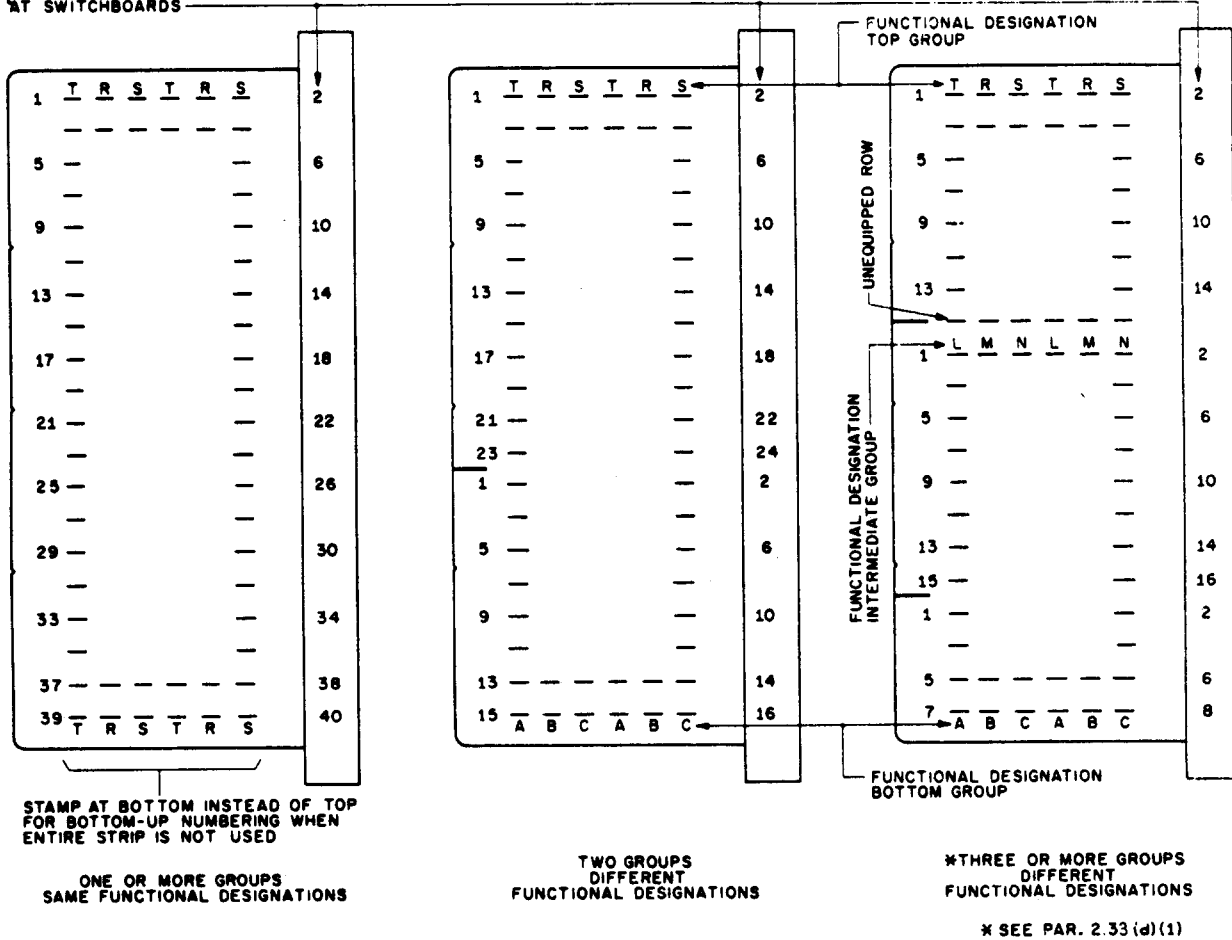 AT SWITCHBOARDS
FUNCTIONAL DESIGNATION
TOP GROUP
T R S T R S
1 2
5 6
9 10
13 14
17 18
21 22
25 26
29 30
33 34
37 38
39 40
T R S T R S
STAMP AT BOTTOM INSTEAD OF TOP
FOR BOTTOM-UP NUMBERING WHEN
ENTIRE STRIP IS NOT USED
ONE OR MORE GROUPS
SAME FUNCTIONAL DESIGNATIONS
T R S T R S
1 2
5 6
9 10
13 14
17 18
21 22
23 24
1 2
5 6
9 10
13 14
15 16
A B C A B C
TWO GROUPS
DIFFERENT
FUNCTIONAL DESIGNATIONS
UNEQUIPPED ROW
FUNCTIONAL DESIGNATION
INTERMEDIATE GROUP
T R S T R S
1 2
5 6
9 10
13 14
L M N L M N
1 2
5 6
9 10
13 14
15 16
1 2
5 6
7 8
A B C A B C
FUNCTIONAL DESIGNATION
BOTTOM GROUP
*THREE OR MORE GROUPS
DIFFERENT
FUNCTIONAL DESIGNATIONS
* SEE PAR. 2.33(d)(1)